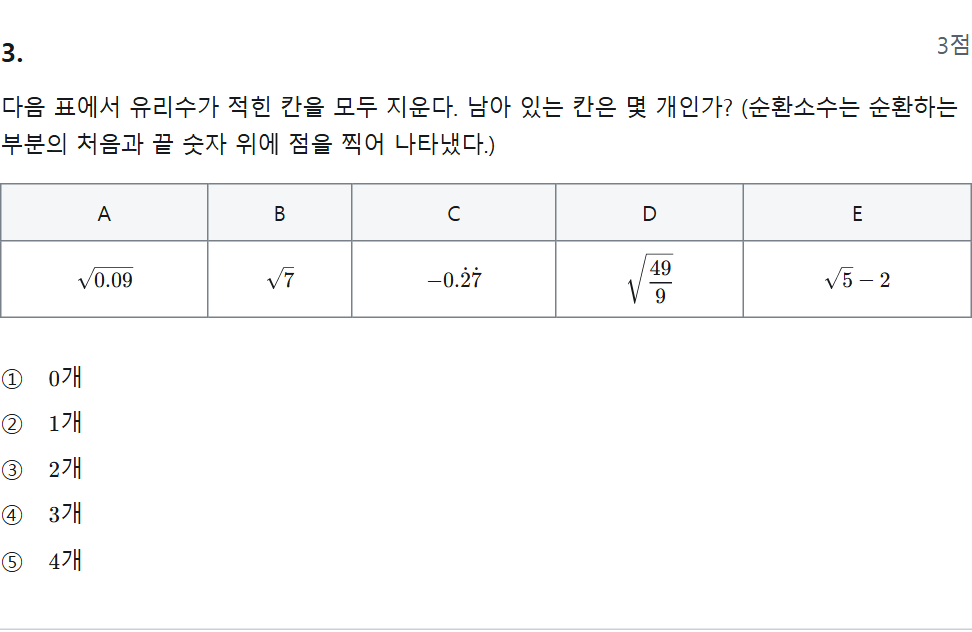 3점
3.
다음 표에서 유리수가 적힌 칸을 모두 지운다. 남아 있는 칸은 몇 개인가? (순환소수는 순환하는
부분의 처음과 끝 숫자 위에 점을 찍어 나타냈다.)
A B C D E
√0.09 √7 −0.2̇7̇ √(49/9) √5 − 2
① 0개
② 1개
③ 2개
④ 3개
⑤ 4개